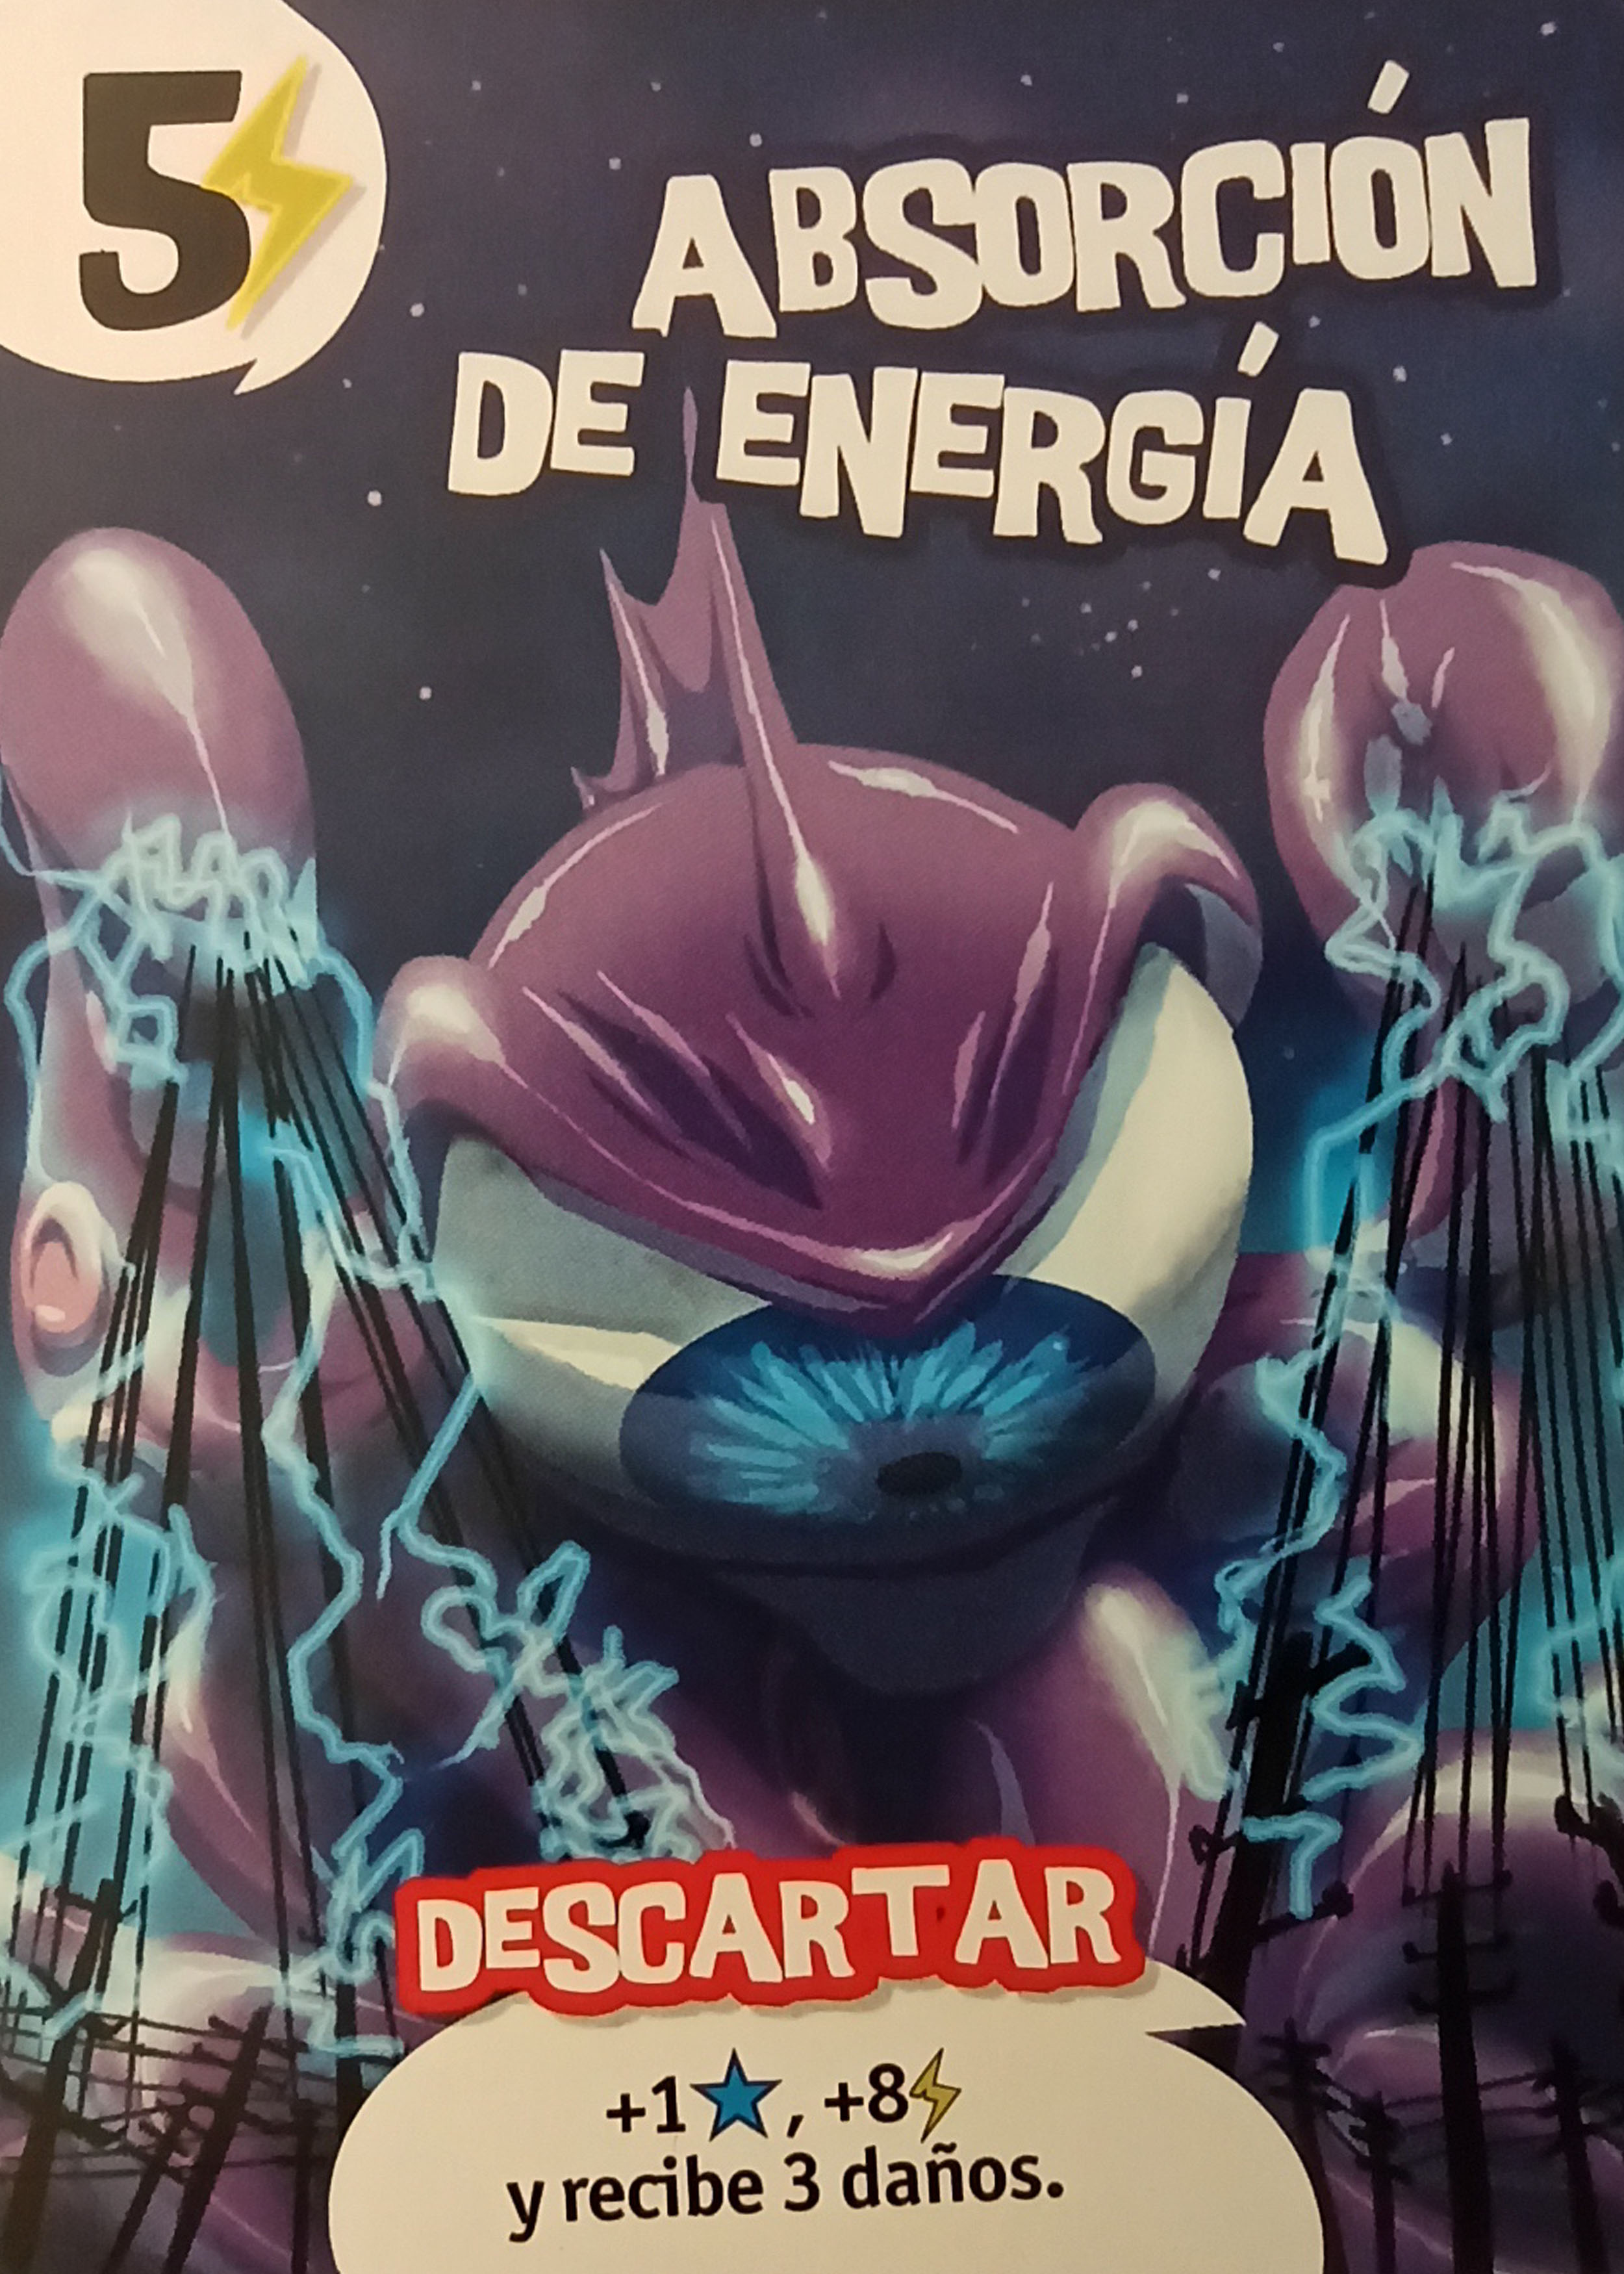 5
ABSORCIÓN
DE ENERGÍA
DESCARTAR
+1, +8
y recibe 3 daños.